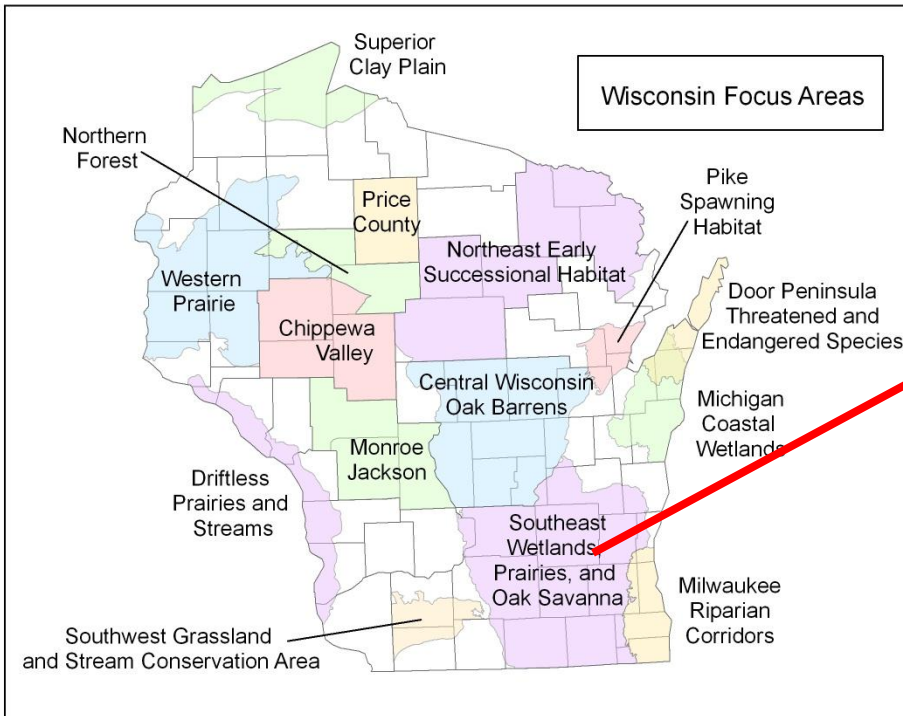 Superior
Clay Plain
Wisconsin Focus Areas
Northern
Forest
Price
County
Pike
Spawning
Habitat
Northeast Early
Successional Habitat
Western
Prairie
Door Peninsula
Threatened and
Endangered Species
Chippewa
Valley
Central Wisconsin
Oak Barrens
Michigan
Coastal
Wetlands
Monroe
Jackson
Driftless
Prairies and
Streams
Southeast
Wetlands,
Prairies, and
Oak Savanna
Milwaukee
Riparian
Corridors
Southwest Grassland
and Stream Conservation Area